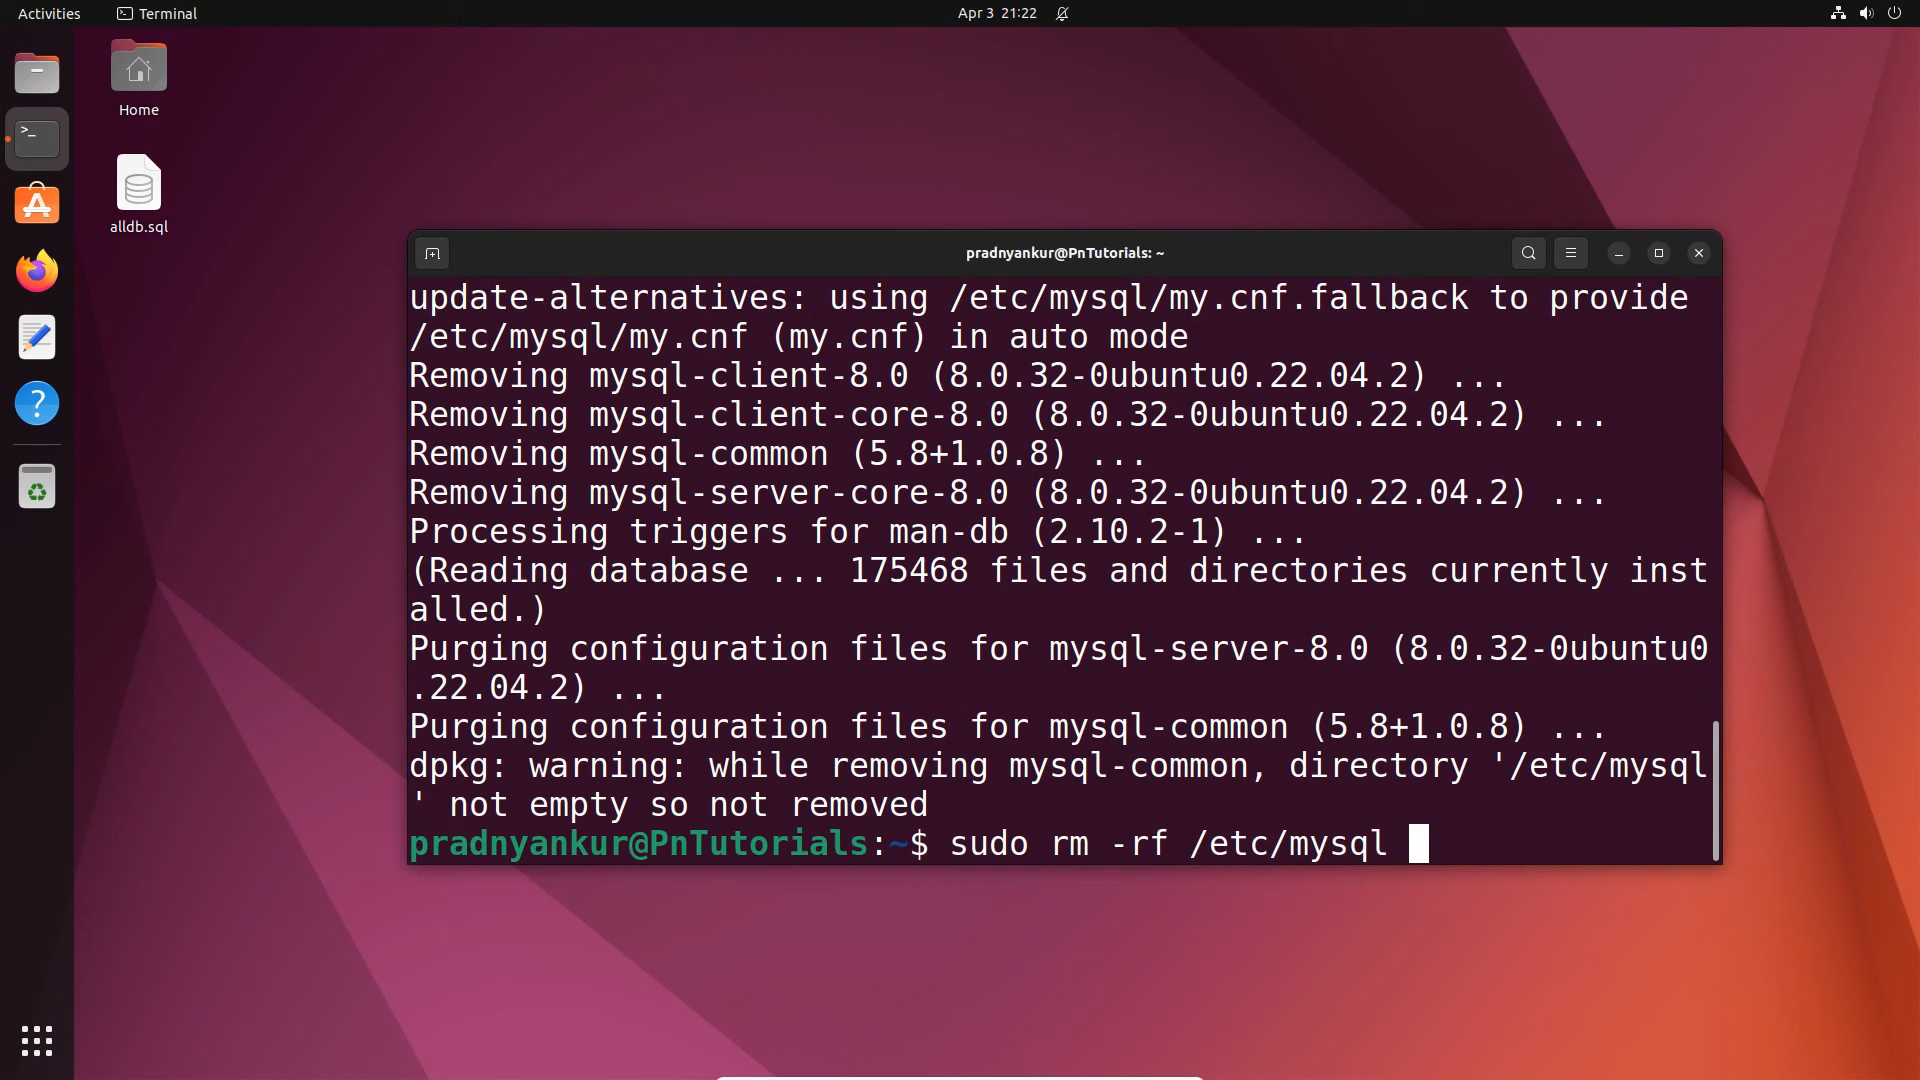 Activities
Terminal
Apr 3 21:22
Home
alldb.sql
pradnyankur@PnTutorials: ~
update-alternatives: using /etc/mysql/my.cnf.fallback to provide
/etc/mysql/my.cnf (my.cnf) in auto mode
Removing mysql-client-8.0 (8.0.32-0ubuntu0.22.04.2) ...
Removing mysql-client-core-8.0 (8.0.32-0ubuntu0.22.04.2) ...
Removing mysql-common (5.8+1.0.8) ...
Removing mysql-server-core-8.0 (8.0.32-0ubuntu0.22.04.2) ...
Processing triggers for man-db (2.10.2-1) ...
(Reading database ... 175468 files and directories currently inst
alled.)
Purging configuration files for mysql-server-8.0 (8.0.32-0ubuntu0
.22.04.2) ...
Purging configuration files for mysql-common (5.8+1.0.8) ...
dpkg: warning: while removing mysql-common, directory '/etc/mysql
' not empty so not removed
pradnyankur@PnTutorials:~$ sudo rm -rf /etc/mysql